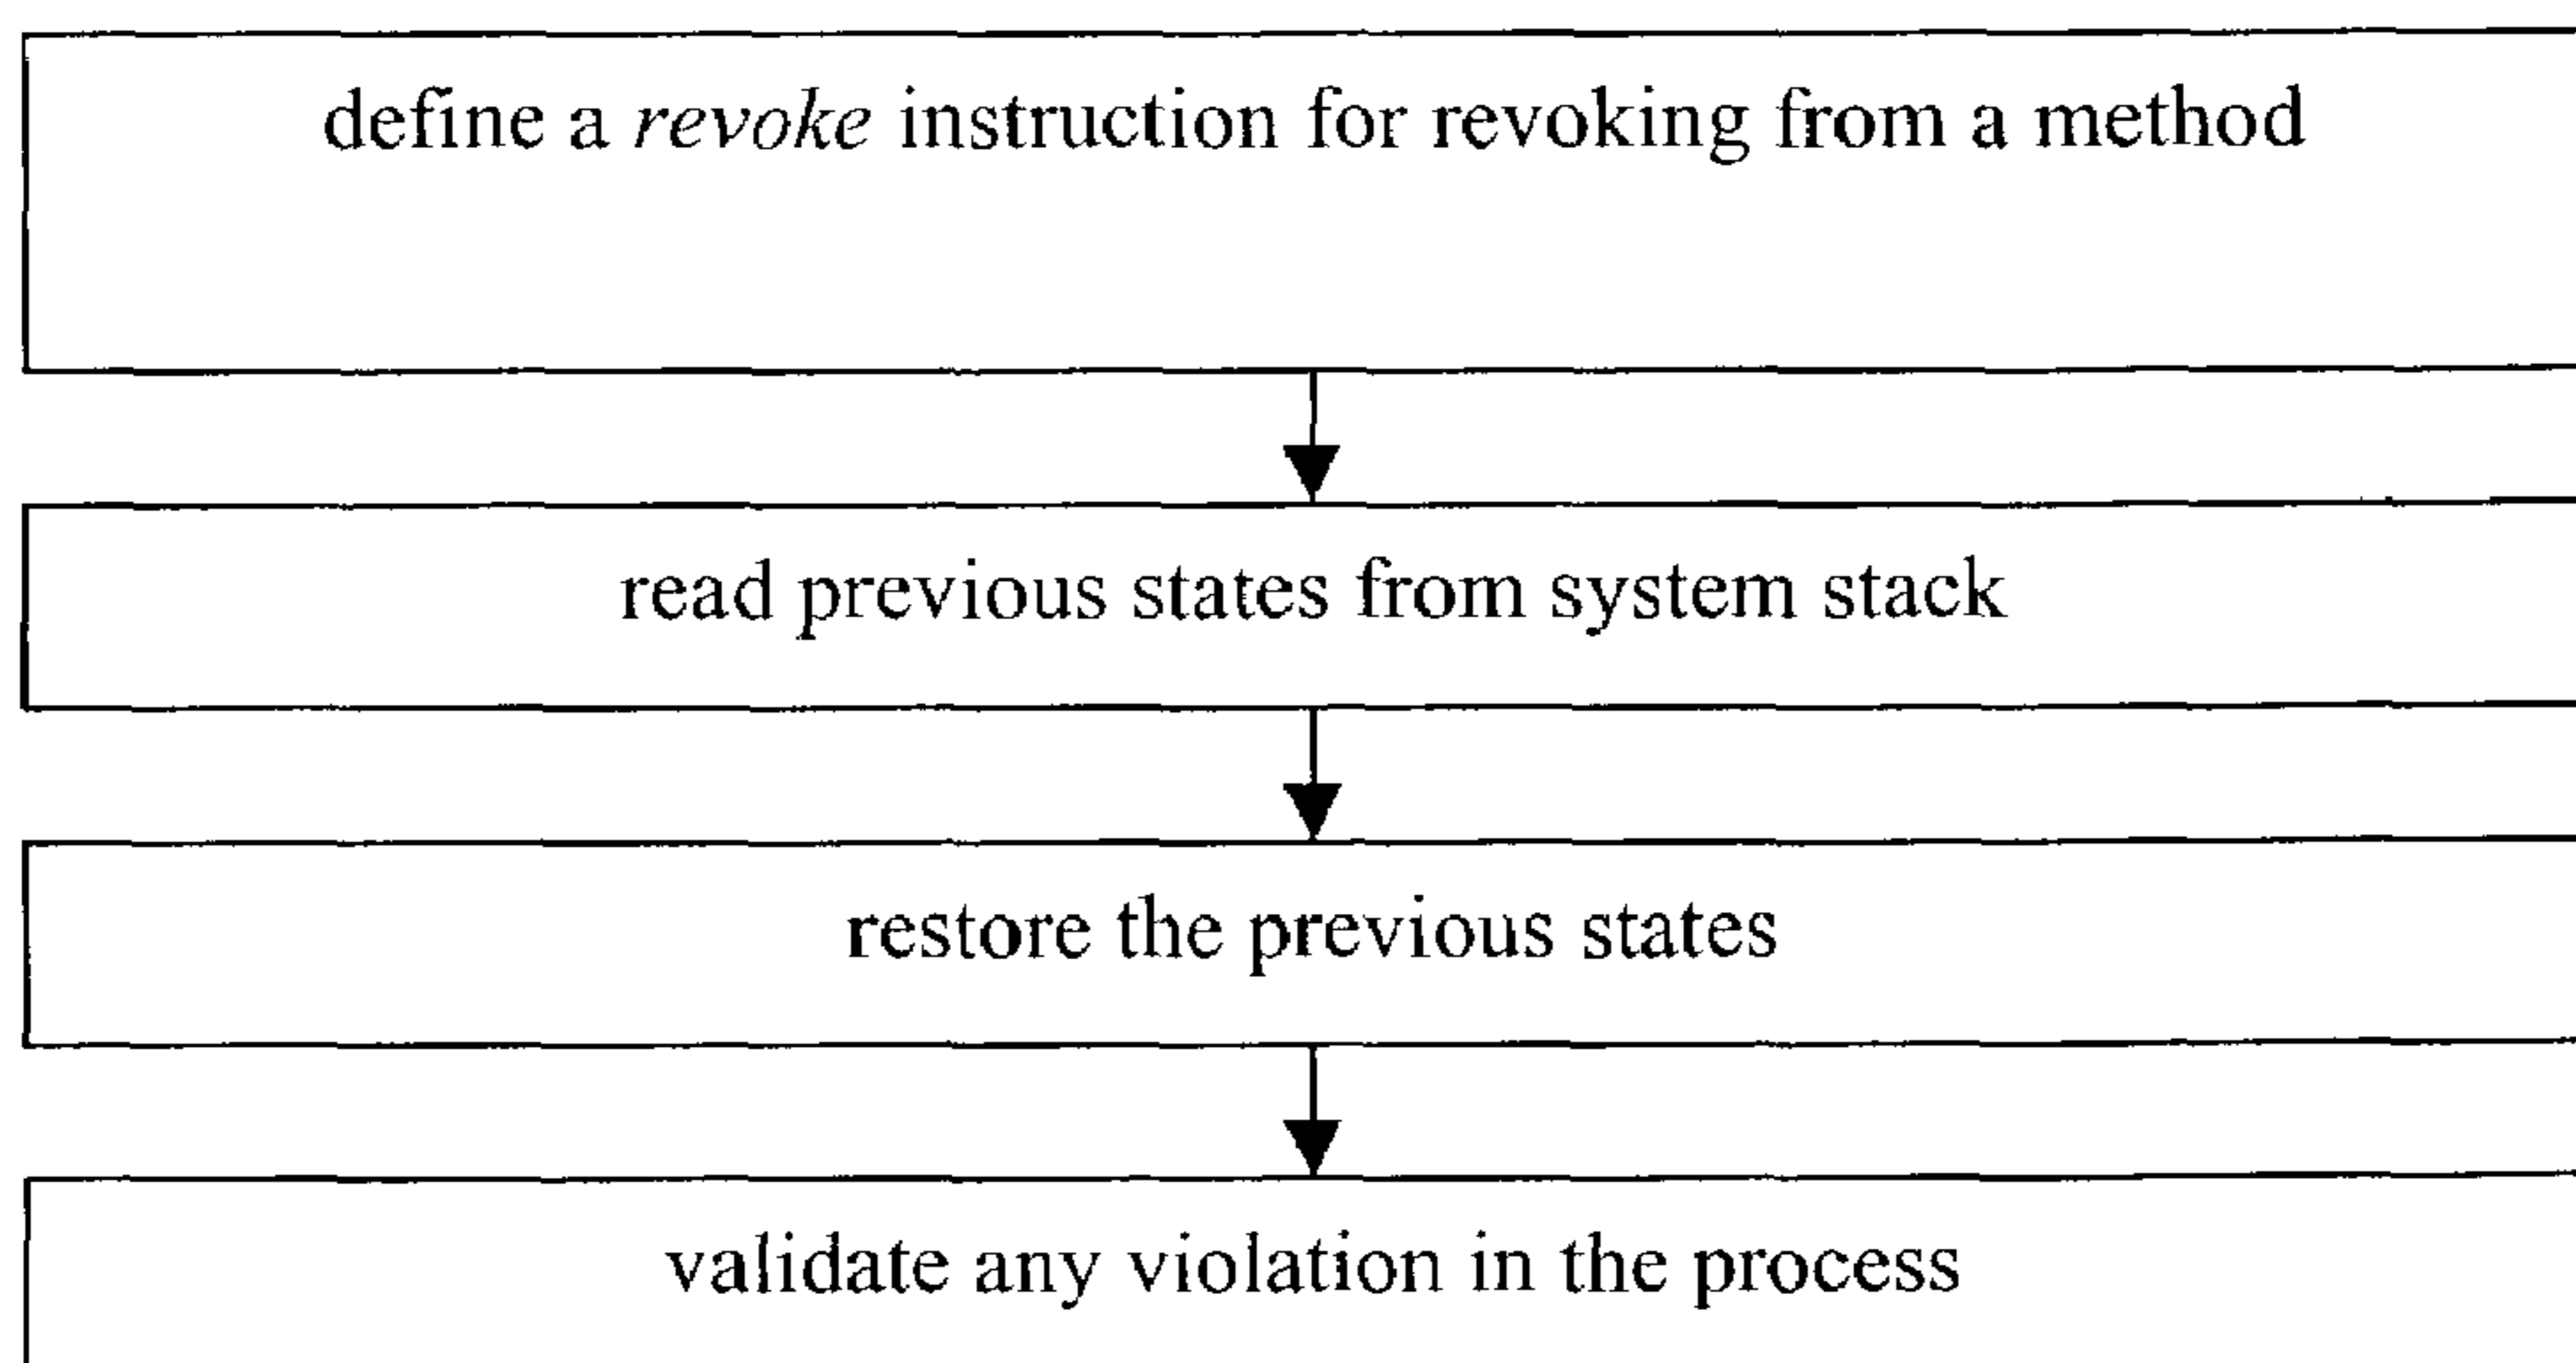 define a revoke instruction for revoking from a method
read previous states from system stack
restore the previous states
validate any violation in the process